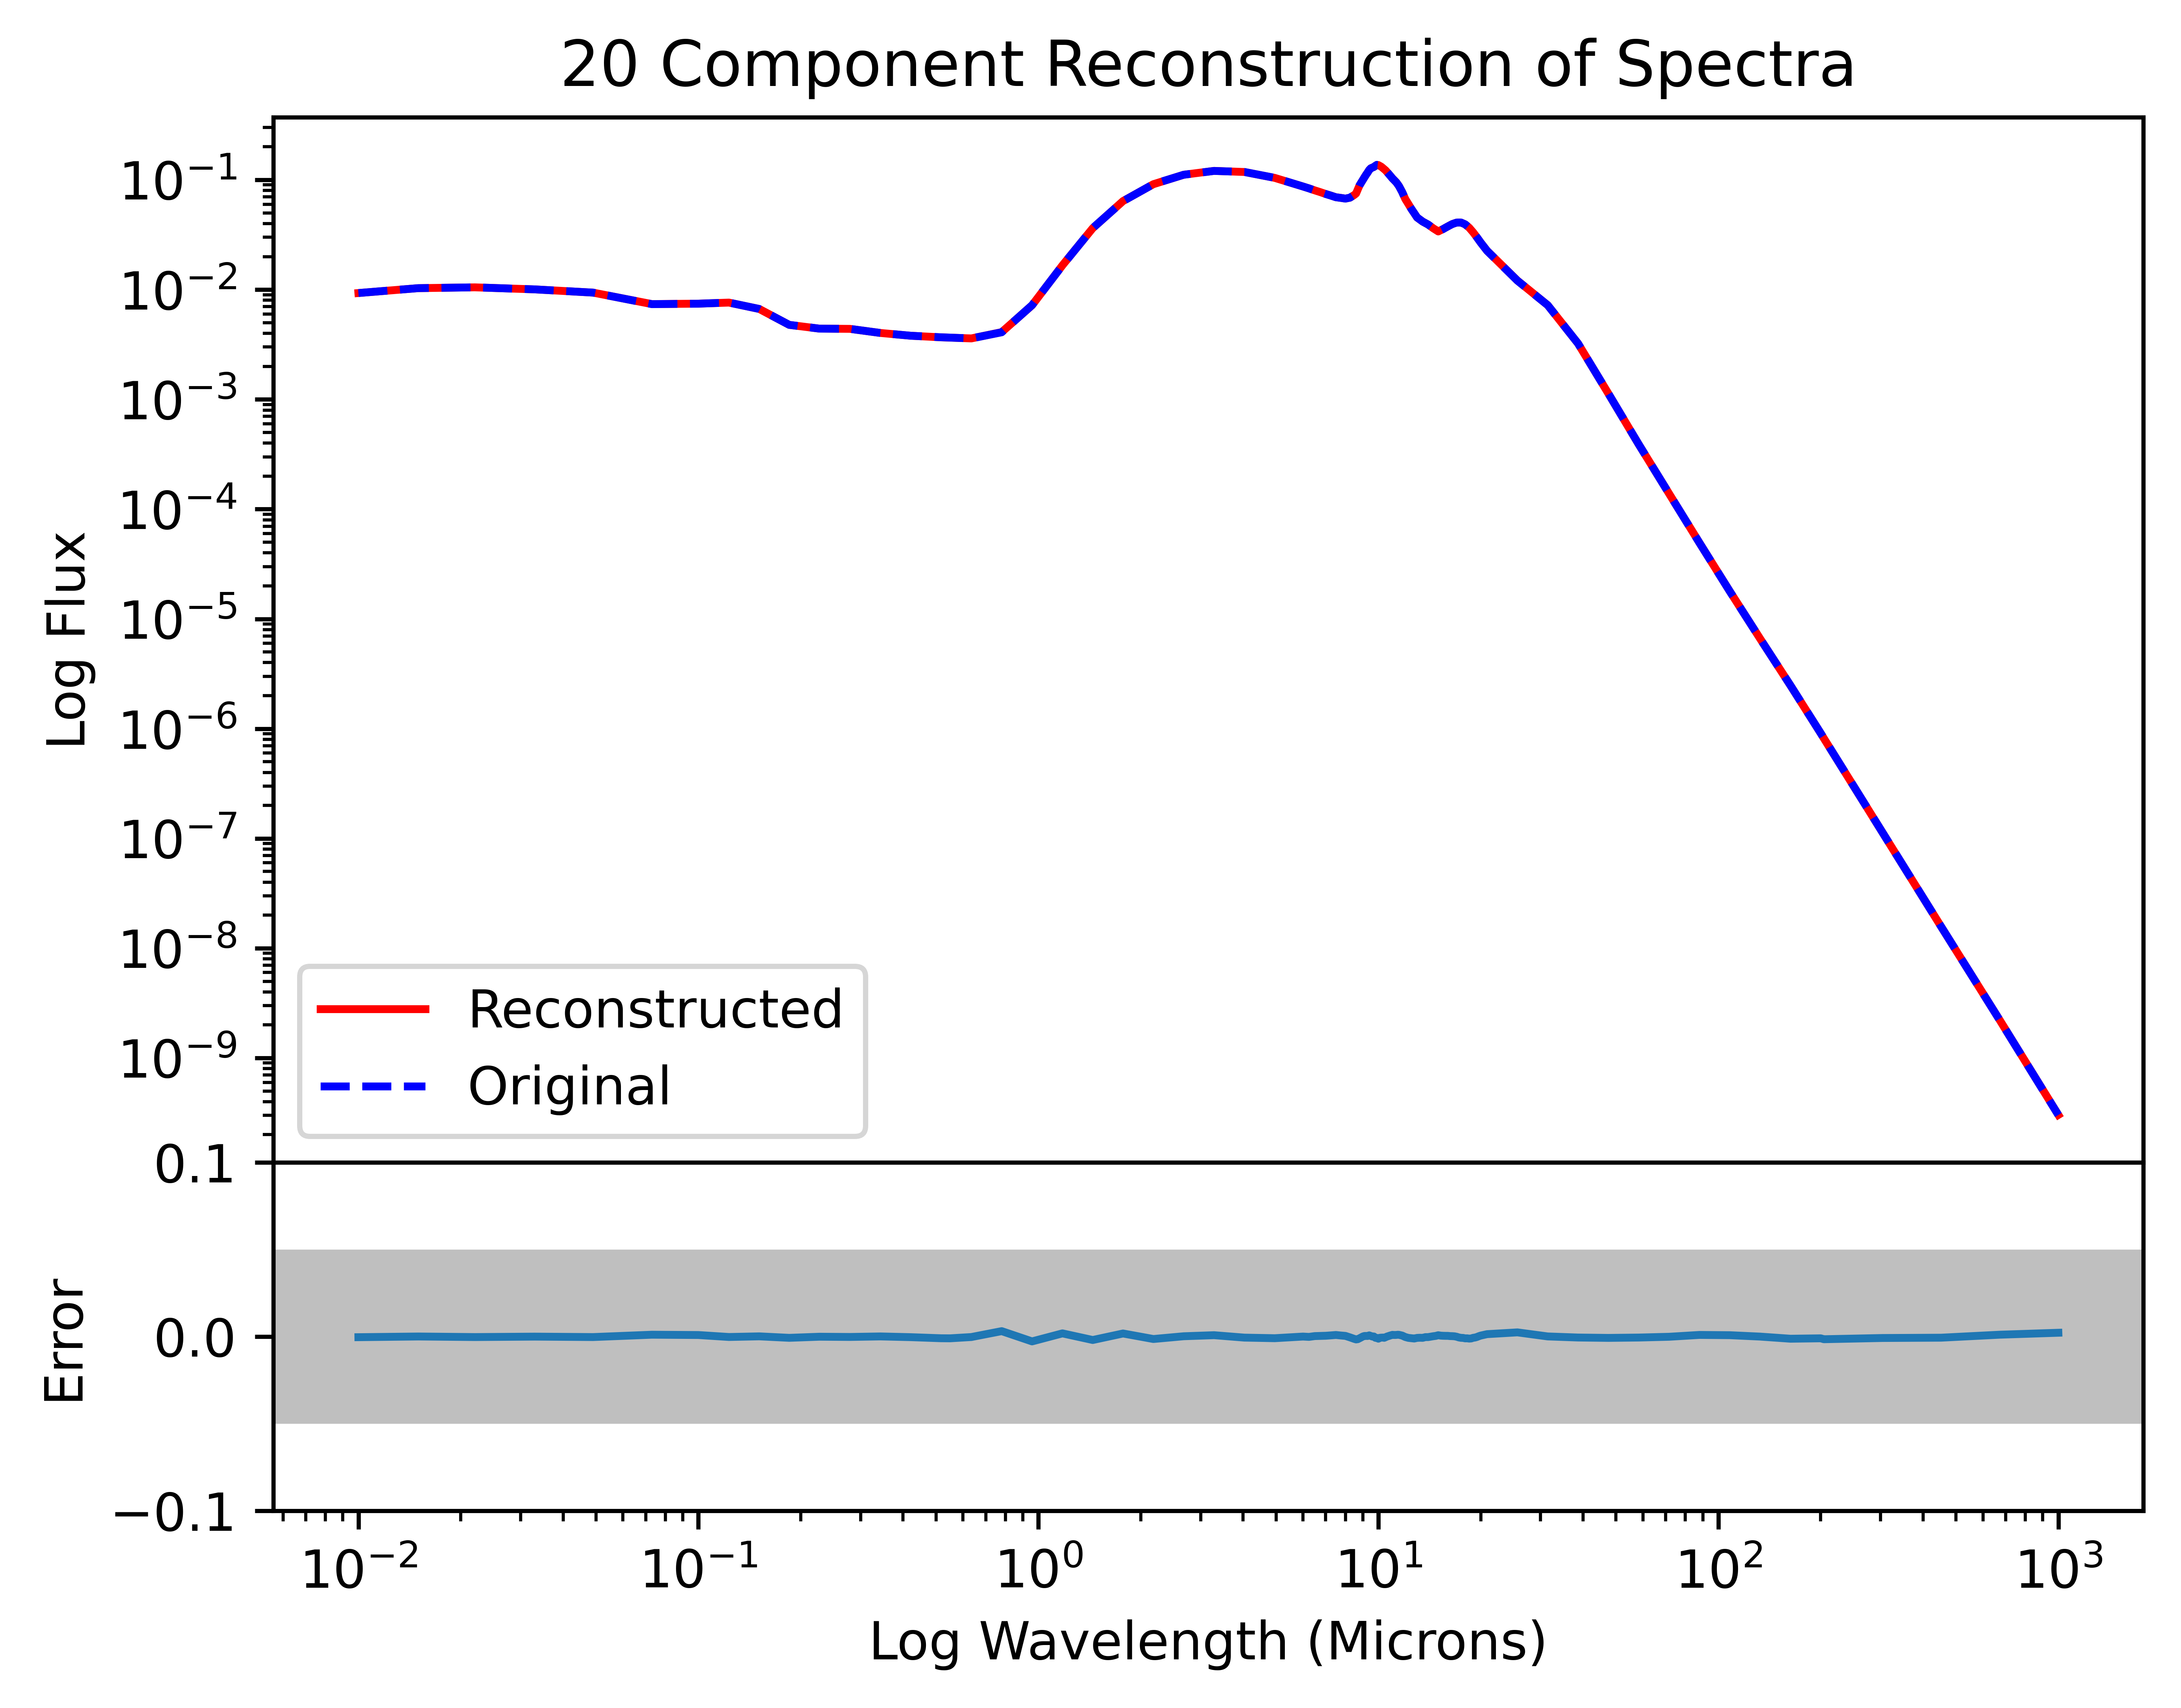 20 Component Reconstruction of Spectra
10⁻¹
10⁻²
10⁻³
10⁻⁴
10⁻⁵
10⁻⁶
10⁻⁷
10⁻⁸
10⁻⁹
Log Flux
Reconstructed
Original
0.1
0.0
−0.1
Error
10⁻² 10⁻¹ 10⁰ 10¹ 10² 10³
Log Wavelength (Microns)